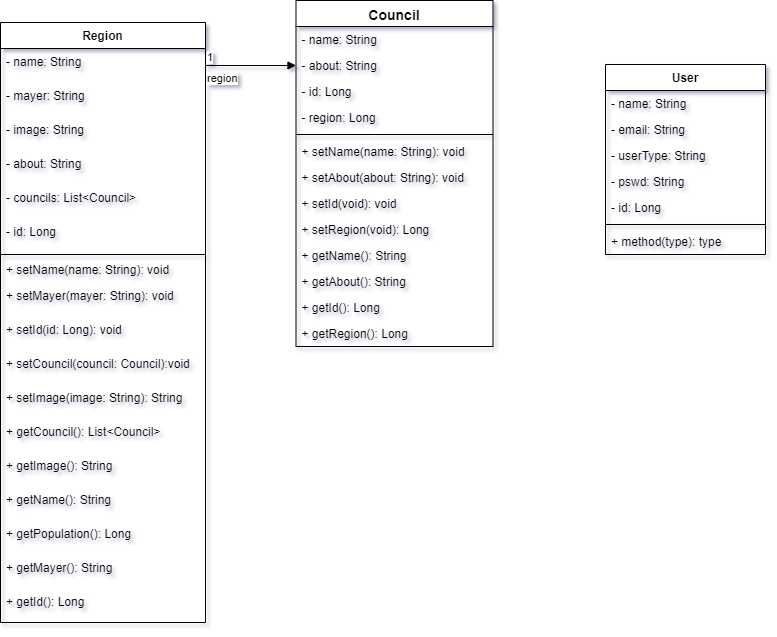 Region
- name: String
- mayer: String
- image: String
- about: String
- councils: List<Council>
- id: Long
+ setName(name: String): void
+ setMayer(mayer: String): void
+ setId(id: Long): void
+ setCouncil(council: Council):void
+ setImage(image: String): String
+ getCouncil(): List<Council>
+ getImage(): String
+ getName(): String
+ getPopulation(): Long
+ getMayer(): String
+ getId(): Long
1
region
Council
- name: String
- about: String
- id: Long
- region: Long
+ setName(name: String): void
+ setAbout(about: String): void
+ setId(void): void
+ setRegion(void): Long
+ getName(): String
+ getAbout(): String
+ getId(): Long
+ getRegion(): Long
User
- name: String
- email: String
- userType: String
- pswd: String
- id: Long
+ method(type): type